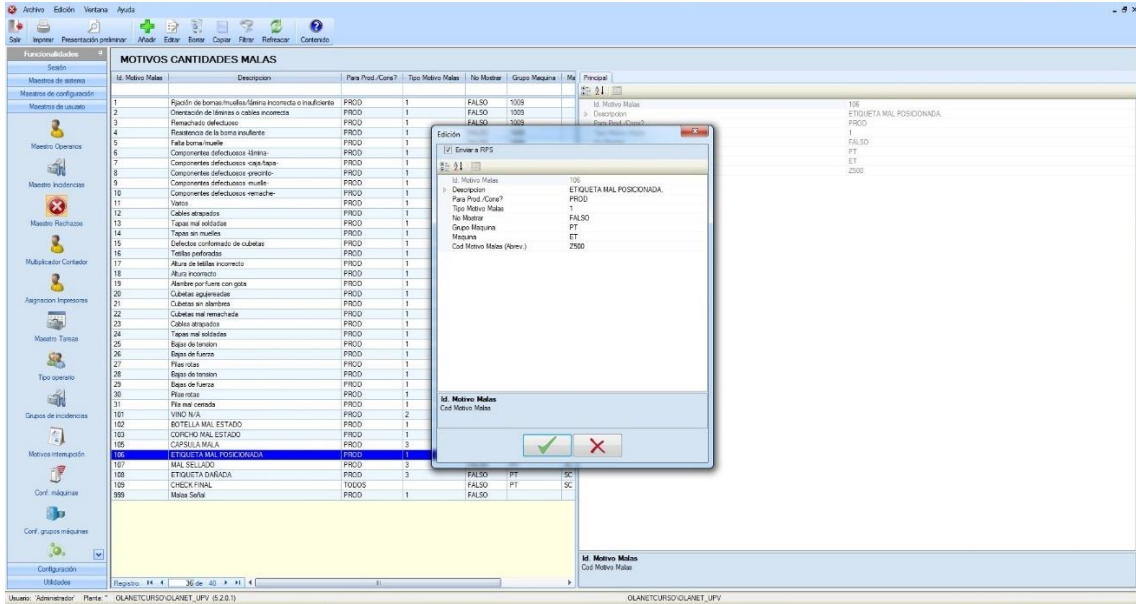 Archivo Edición Ventana Ayuda
Salir Imprimir Presentación preliminar Añadir Editar Borrar Copiar Filtrar Refrescar Contenido
Funcionalidades
Sesión
Maestros de sistema
Maestros de configuración
Maestros de usuario
Maestro Operarios
Maestro Incidencias
Maestro Rechazos
Multiplicador Contador
Asignacion Impresoras
Maestro Tareas
Tipo operario
Grupos de incidencias
Motivos interrupción
Conf. máquinas
Conf. grupos máquinas
Configuración
Utilidades
MOTIVOS CANTIDADES MALAS
Id. Motivo Malas Descripcion Para Prod./Cons? Tipo Motivo Malas No Mostrar Grupo Maquina Ma
1 Fijación de bornas/muelles/lámina incorrecta o insuficiente PROD 1 FALSO 1009
2 Orientación de láminas o cables incorrecta PROD 1 FALSO 1009
3 Remachado defectuoso PROD 1 FALSO 1009
4 Resistencia de la borna insuficiente PROD 1
5 Falta borna/muelle PROD 1
6 Componentes defectuosos -lámina- PROD 1
7 Componentes defectuosos -caja/tapa- PROD 1
8 Componentes defectuosos -precinto- PROD 1
9 Componentes defectuosos -muelle- PROD 1
10 Componentes defectuosos -remache- PROD 1
11 Varios PROD 1
12 Cables atrapados PROD 1
13 Tapas mal soldadas PROD 1
14 Tapas sin muelles PROD 1
15 Defectos conformado de cubetas PROD 1
16 Tetillas perforadas PROD 1
17 Altura de tetillas incorrecto PROD 1
18 Altura incorrecto PROD 1
19 Alambre por fuera con gota PROD 1
20 Cubetas agujereadas PROD 1
21 Cubetas sin alambres PROD 1
22 Cubetas mal remachada PROD 1
23 Cables atrapados PROD 1
24 Tapas mal soldadas PROD 1
25 Bajas de tension PROD 1
26 Bajas de fuerza PROD 1
27 Pilas rotas PROD 1
28 Bajas de tension PROD 1
29 Bajas de fuerza PROD 1
30 Pilas rotas PROD 1
31 Pila mal cerrada PROD 1
101 VINO N/A PROD 2
102 BOTELLA MAL ESTADO PROD 1
103 CORCHO MAL ESTADO PROD 1
105 CAPSULA MALA PROD 3
106 ETIQUETA MAL POSICIONADA PROD 1
107 MAL SELLADO PROD 3
108 ETIQUETA DAÑADA PROD 3 FALSO PT SC
109 CHECK FINAL TODOS FALSO PT SC
999 Malas Señal PROD 1 FALSO
Registro: 36 de 40
Edición
Enviar a RPS
Id. Motivo Malas 106
Descripcion ETIQUETA MAL POSICIONADA.
Para Prod./Cons? PROD
Tipo Motivo Malas 1
No Mostrar FALSO
Grupo Maquina PT
Maquina ET
Cod Motivo Malas (Abrev.) Z500
Id. Motivo Malas
Cod Motivo Malas
Principal
Id. Motivo Malas 106
Descripcion ETIQUETA MAL POSICIONADA.
Para Prod./Cons? PROD
1
FALSO
PT
ET
Z500
Id. Motivo Malas
Cod Motivo Malas
Usuario: 'Administrador' Planta: '' OLANETCURSO\OLANET_UPV (5.2.0.1) OLANETCURSO\OLANET_UPV